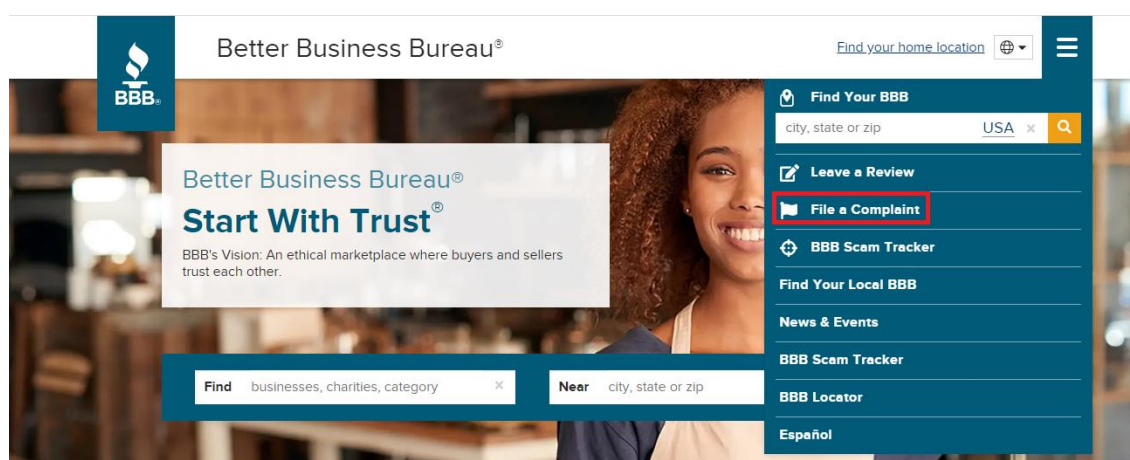 Better Business Bureau®
Find your home location
BBB®
Find Your BBB
city, state or zip USA ×
Leave a Review
File a Complaint
BBB Scam Tracker
Find Your Local BBB
News & Events
BBB Scam Tracker
BBB Locator
Español
Better Business Bureau®
Start With Trust®
BBB's Vision: An ethical marketplace where buyers and sellers
trust each other.
Find businesses, charities, category ×
Near city, state or zip